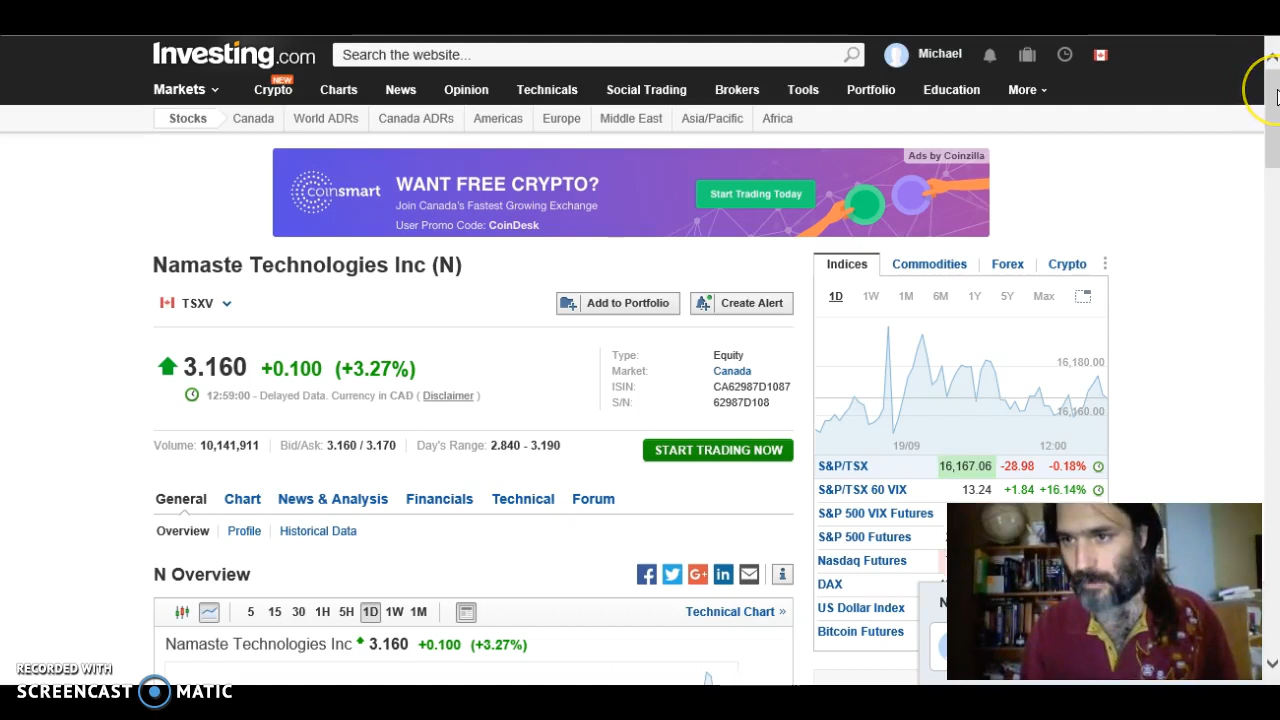 Investing.com
Search the website...
Michael
Markets
NEW
Crypto
Charts
News
Opinion
Technicals
Social Trading
Brokers
Tools
Portfolio
Education
More
Stocks
Canada
World ADRs
Canada ADRs
Americas
Europe
Middle East
Asia/Pacific
Africa
Ads by Coinzilla
coinsmart
WANT FREE CRYPTO?
Join Canada's Fastest Growing Exchange
User Promo Code: CoinDesk
Start Trading Today
Namaste Technologies Inc (N)
TSXV
Add to Portfolio
Create Alert
3.160 +0.100 (+3.27%)
12:59:00 - Delayed Data. Currency in CAD ( Disclaimer )
Type: Equity
Market: Canada
ISIN: CA62987D1087
S/N: 62987D108
Volume: 10,141,911
Bid/Ask: 3.160 / 3.170
Day's Range: 2.840 - 3.190
START TRADING NOW
General
Chart
News & Analysis
Financials
Technical
Forum
Overview
Profile
Historical Data
N Overview
5 15 30 1H 5H 1D 1W 1M
Technical Chart »
Namaste Technologies Inc 3.160 +0.100 (+3.27%)
Indices
Commodities
Forex
Crypto
1D 1W 1M 6M 1Y 5Y Max
16,180.00
16,160.00
19/09
12:00
S&P/TSX 16,167.06 -28.98 -0.18%
S&P/TSX 60 VIX 13.24 +1.84 +16.14%
S&P 500 VIX Futures
S&P 500 Futures
Nasdaq Futures
DAX
US Dollar Index
Bitcoin Futures
RECORDED WITH
SCREENCAST MATIC